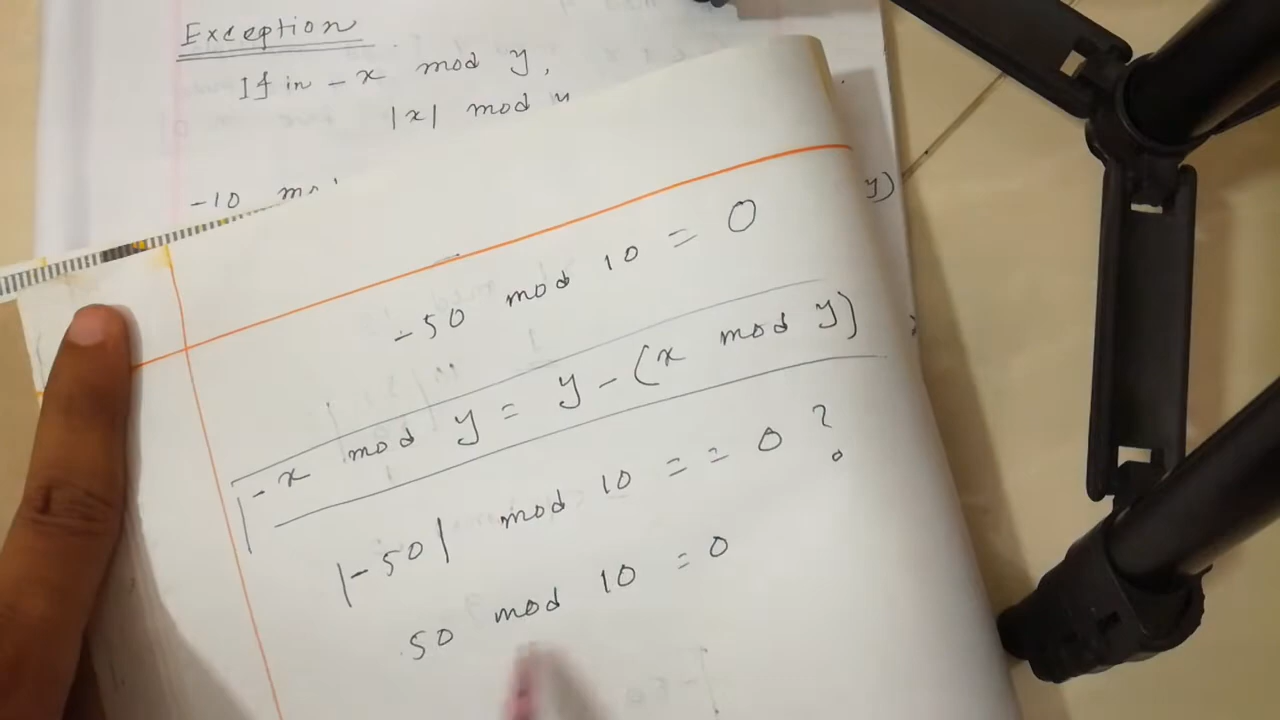 Exception
If in - x mod y,
|x| mod
-10
y)
-50 mod 10 = 0
-x mod y = y - (x mod y)
|-50| mod 10 == 0 ?
50 mod 10 = 0